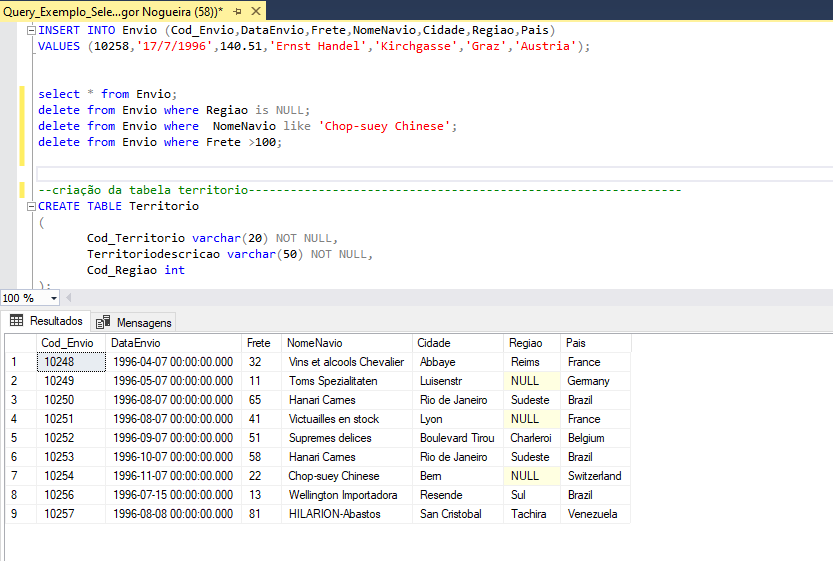 Query_Exemplo_Sele...gor Nogueira (58))*
INSERT INTO Envio (Cod_Envio,DataEnvio,Frete,NomeNavio,Cidade,Regiao,Pais)
VALUES (10258,'17/7/1996',140.51,'Ernst Handel','Kirchgasse','Graz','Austria');
select * from Envio;
delete from Envio where Regiao is NULL;
delete from Envio where  NomeNavio like 'Chop-suey Chinese';
delete from Envio where Frete >100;
--criação da tabela territorio-------------------------------------------------------------
CREATE TABLE Territorio
(
Cod_Territorio varchar(20) NOT NULL,
Territoriodescricao varchar(50) NOT NULL,
Cod_Regiao int
);
100 %
Resultados Mensagens
Cod_Envio DataEnvio Frete NomeNavio Cidade Regiao Pais
1 10248 1996-04-07 00:00:00.000 32 Vins et alcools Chevalier Abbaye Reims France
2 10249 1996-05-07 00:00:00.000 11 Toms Spezialitaten Luisenstr NULL Germany
3 10250 1996-08-07 00:00:00.000 65 Hanari Carnes Rio de Janeiro Sudeste Brazil
4 10251 1996-08-07 00:00:00.000 41 Victuailles en stock Lyon NULL France
5 10252 1996-09-07 00:00:00.000 51 Supremes delices Boulevard Tirou Charleroi Belgium
6 10253 1996-10-07 00:00:00.000 58 Hanari Carnes Rio de Janeiro Sudeste Brazil
7 10254 1996-11-07 00:00:00.000 22 Chop-suey Chinese Bern NULL Switzerland
8 10256 1996-07-15 00:00:00.000 13 Wellington Importadora Resende Sul Brazil
9 10257 1996-08-08 00:00:00.000 81 HILARION-Abastos San Cristobal Tachira Venezuela